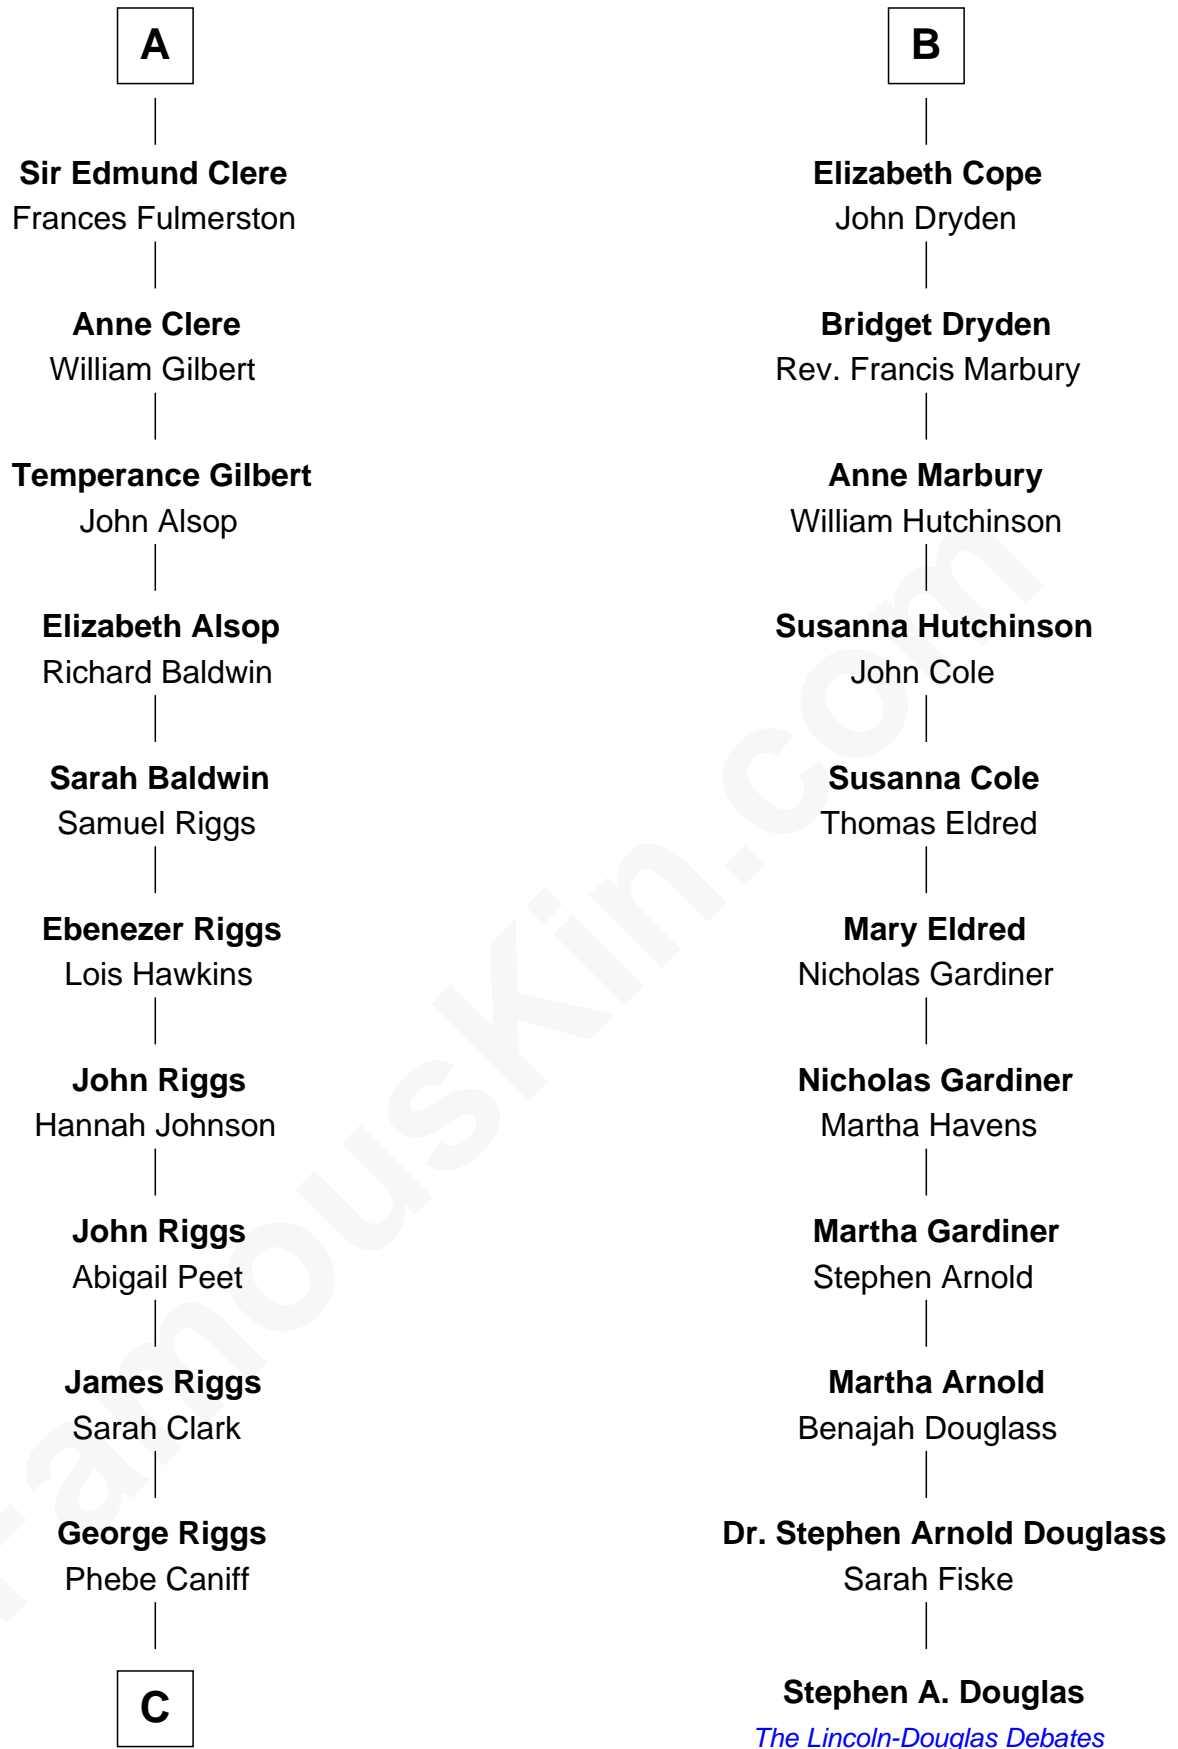 A
Sir Edmund Clere
Frances Fulmerston
Anne Clere
William Gilbert
Temperance Gilbert
John Alsop
Elizabeth Alsop
Richard Baldwin
Sarah Baldwin
Samuel Riggs
Ebenezer Riggs
Lois Hawkins
John Riggs
Hannah Johnson
John Riggs
Abigail Peet
James Riggs
Sarah Clark
George Riggs
Phebe Caniff
C
B
Elizabeth Cope
John Dryden
Bridget Dryden
Rev. Francis Marbury
Anne Marbury
William Hutchinson
Susanna Hutchinson
John Cole
Susanna Cole
Thomas Eldred
Mary Eldred
Nicholas Gardiner
Nicholas Gardiner
Martha Havens
Martha Gardiner
Stephen Arnold
Martha Arnold
Benajah Douglass
Dr. Stephen Arnold Douglass
Sarah Fiske
Stephen A. Douglas
The Lincoln-Douglas Debates
FamousKin.com